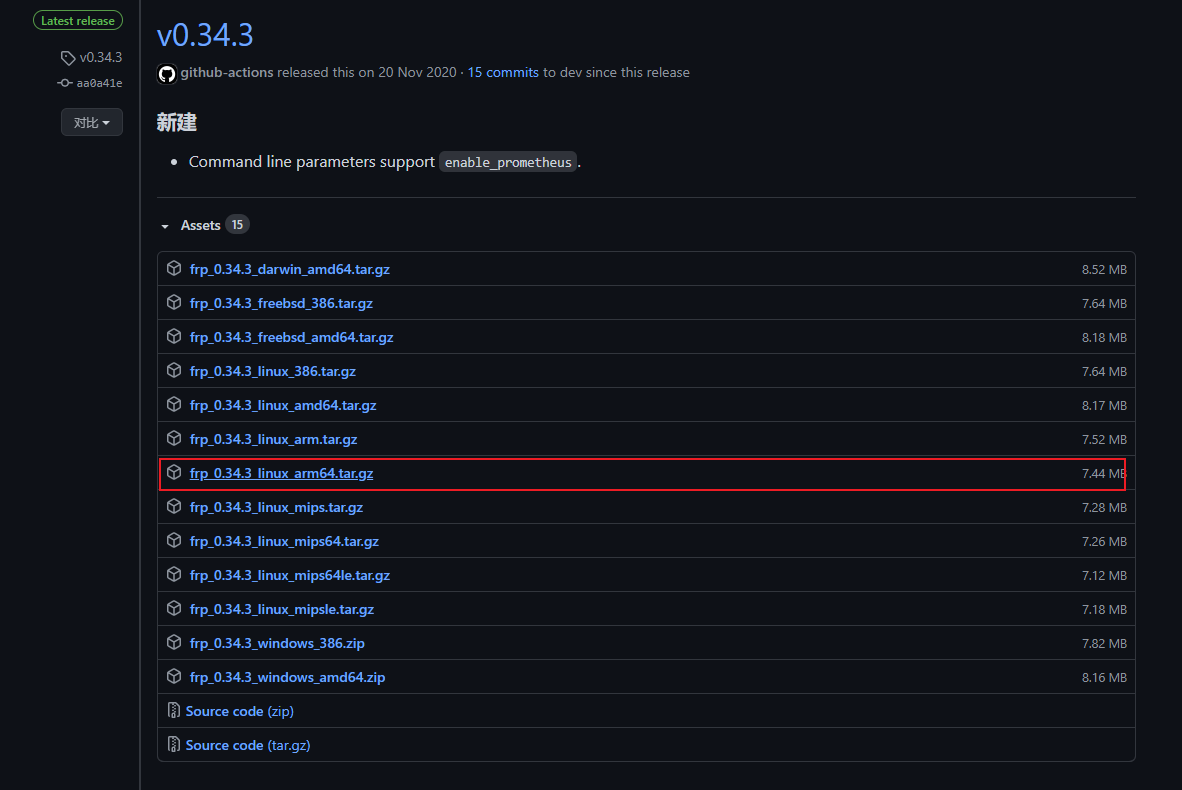 Latest release
v0.34.3
aa0a41e
对比
v0.34.3
github-actions released this on 20 Nov 2020 · 15 commits to dev since this release
新建
• Command line parameters support enable_prometheus.
Assets 15
frp_0.34.3_darwin_amd64.tar.gz 8.52 MB
frp_0.34.3_freebsd_386.tar.gz 7.64 MB
frp_0.34.3_freebsd_amd64.tar.gz 8.18 MB
frp_0.34.3_linux_386.tar.gz 7.64 MB
frp_0.34.3_linux_amd64.tar.gz 8.17 MB
frp_0.34.3_linux_arm.tar.gz 7.52 MB
frp_0.34.3_linux_arm64.tar.gz 7.44 MB
frp_0.34.3_linux_mips.tar.gz 7.28 MB
frp_0.34.3_linux_mips64.tar.gz 7.26 MB
frp_0.34.3_linux_mips64le.tar.gz 7.12 MB
frp_0.34.3_linux_mipsle.tar.gz 7.18 MB
frp_0.34.3_windows_386.zip 7.82 MB
frp_0.34.3_windows_amd64.zip 8.16 MB
Source code (zip)
Source code (tar.gz)